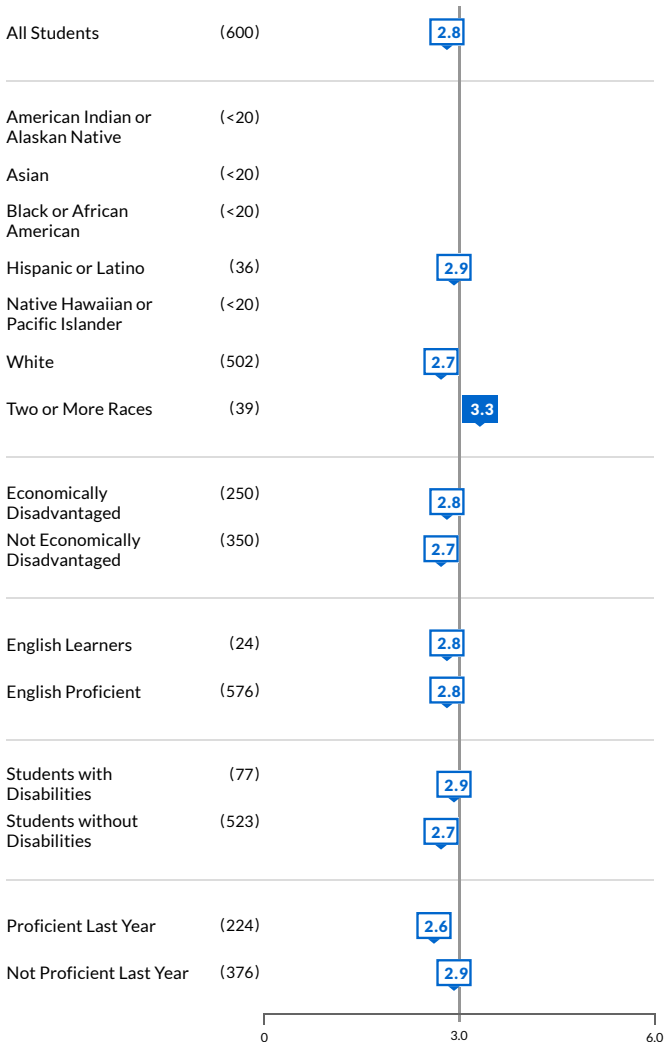 All Students (600) 2.8
American Indian or (<20)
Alaskan Native
Asian (<20)
Black or African (<20)
American
Hispanic or Latino (36) 2.9
Native Hawaiian or (<20)
Pacific Islander
White (502) 2.7
Two or More Races (39) 3.3
Economically (250) 2.8
Disadvantaged
Not Economically (350) 2.7
Disadvantaged
English Learners (24) 2.8
English Proficient (576) 2.8
Students with (77) 2.9
Disabilities
Students without (523) 2.7
Disabilities
Proficient Last Year (224) 2.6
Not Proficient Last Year (376) 2.9
0 3.0 6.0